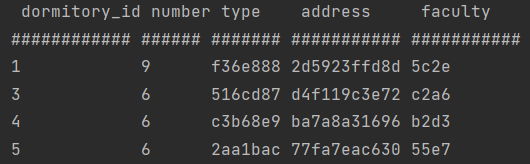 dormitory_id number type address faculty
############ ###### ####### ########### ###########
1 9 f36e888 2d5923ffd8d 5c2e
3 6 516cd87 d4f119c3e72 c2a6
4 6 c3b68e9 ba7a8a31696 b2d3
5 6 2aa1bac 77fa7eac630 55e7